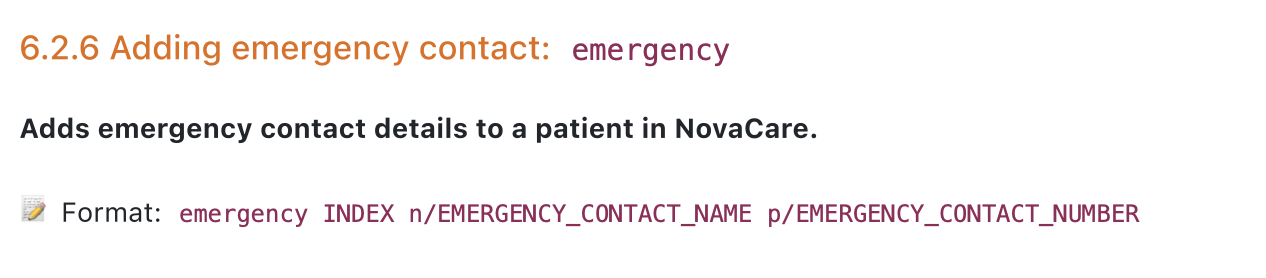 6.2.6 Adding emergency contact: emergency
Adds emergency contact details to a patient in NovaCare.
Format: emergency INDEX n/EMERGENCY_CONTACT_NAME p/EMERGENCY_CONTACT_NUMBER